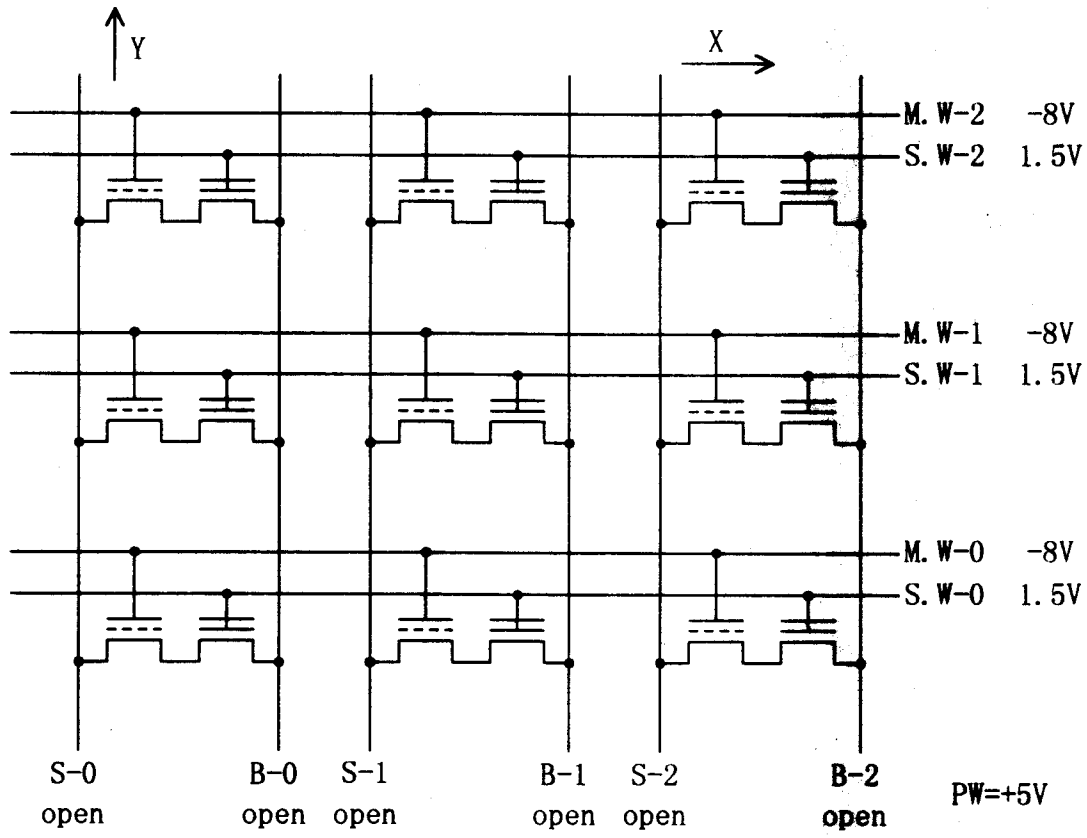 Y
X
M. W-2 -8V
S. W-2 1. 5V
M. W-1 -8V
S. W-1 1. 5V
M. W-0 -8V
S. W-0 1. 5V
S-0 B-0 S-1 B-1 S-2 B-2
open open open open open open
PW=+5V